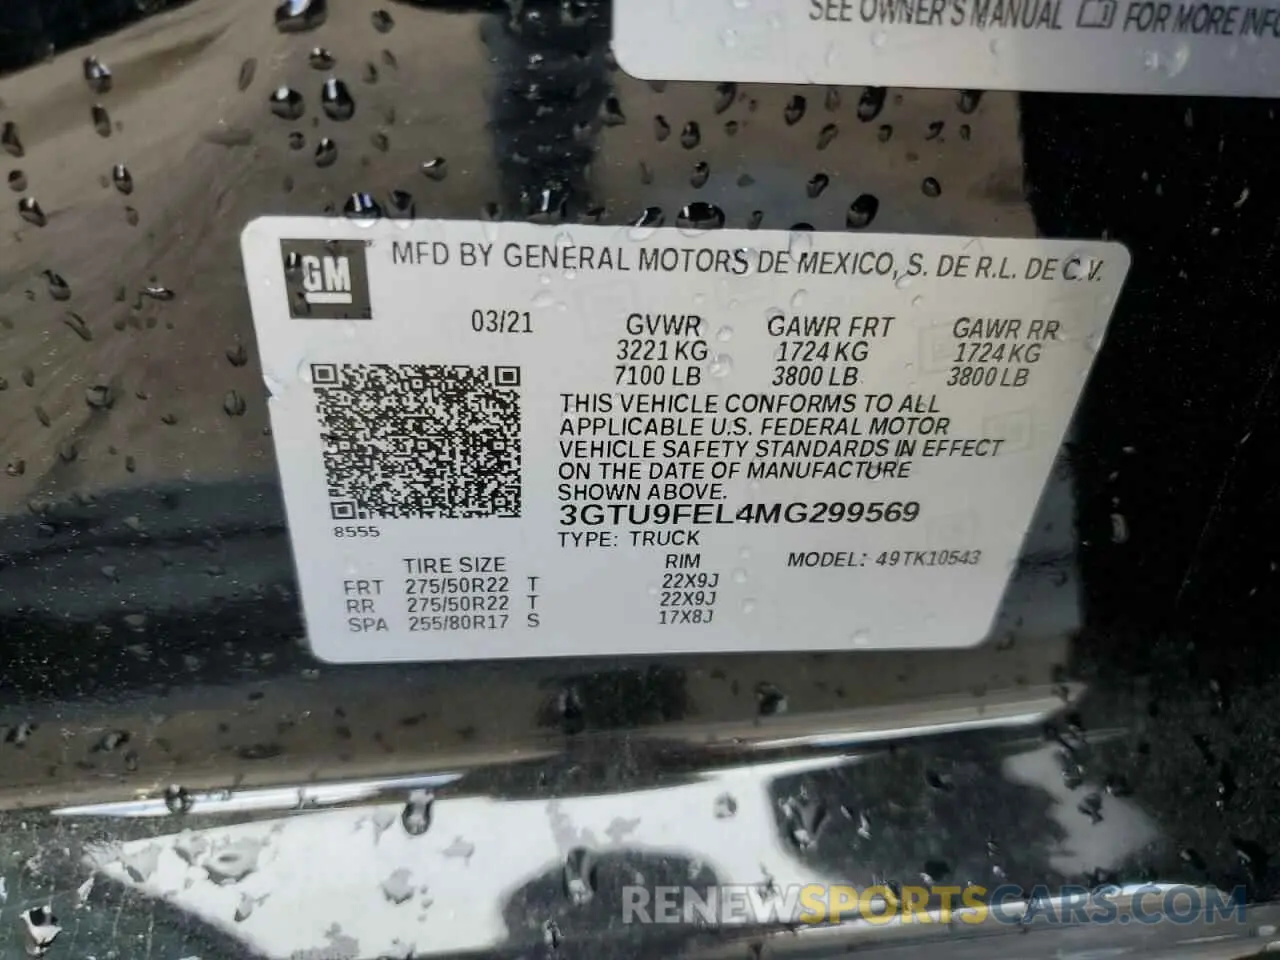 SEE OWNER'S MANUAL FOR MORE INFO
GM
MFD BY GENERAL MOTORS DE MEXICO, S. DE R.L. DE C.V.
03/21 GVWR GAWR FRT GAWR RR
3221 KG 1724 KG 1724 KG
7100 LB 3800 LB 3800 LB
THIS VEHICLE CONFORMS TO ALL
APPLICABLE U.S. FEDERAL MOTOR
VEHICLE SAFETY STANDARDS IN EFFECT
ON THE DATE OF MANUFACTURE
SHOWN ABOVE.
3GTU9FEL4MG299569
8555
TYPE: TRUCK
TIRE SIZE RIM MODEL: 49TK10543
FRT 275/50R22 T 22X9J
RR 275/50R22 T 22X9J
SPA 255/80R17 S 17X8J
RENEWSPORTSCARS.COM